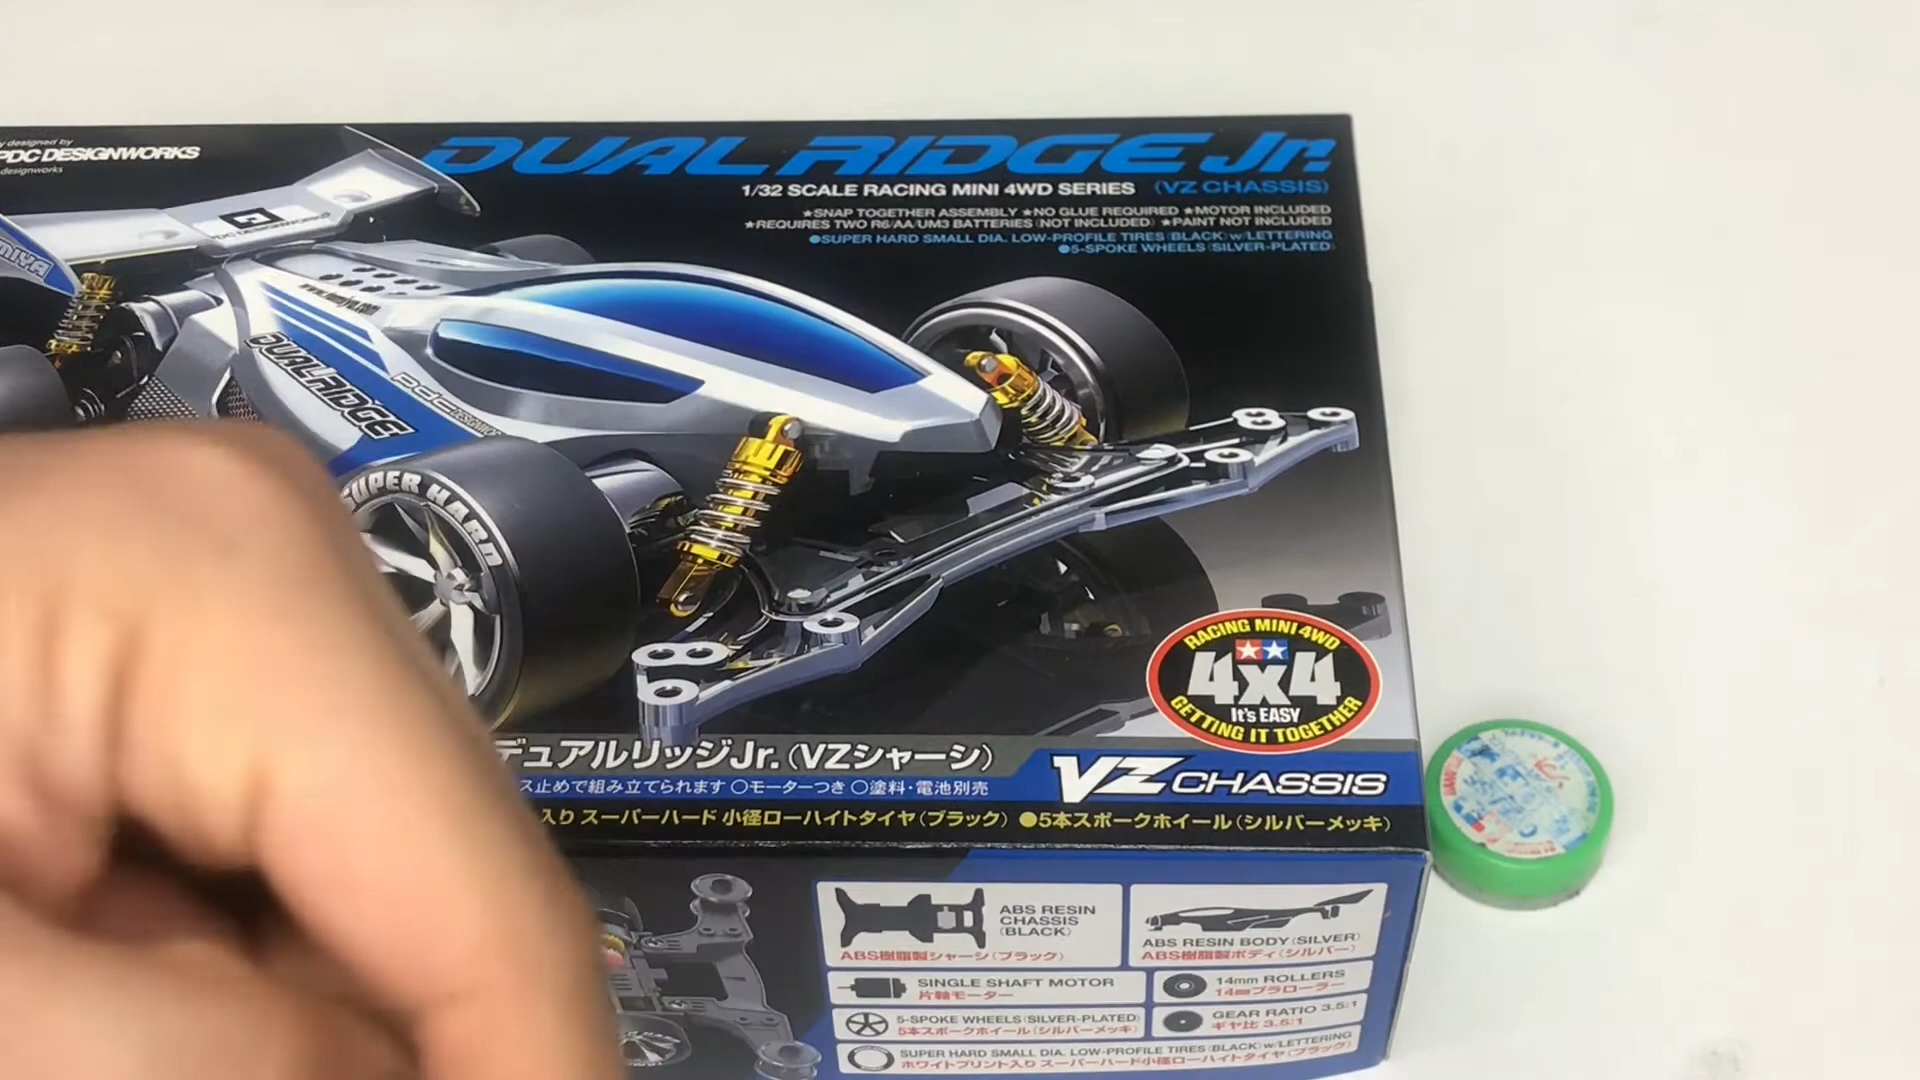 y designed by
PDC DESIGNWORKS
designworks
DUAL RIDGE Jr.
1/32 SCALE RACING MINI 4WD SERIES (VZ CHASSIS)
★SNAP TOGETHER ASSEMBLY ★NO GLUE REQUIRED ★MOTOR INCLUDED
★REQUIRES TWO R6/AA/UM3 BATTERIES (NOT INCLUDED) ★PAINT NOT INCLUDED
●SUPER HARD SMALL DIA. LOW-PROFILE TIRES (BLACK) w/LETTERING
●5-SPOKE WHEELS (SILVER-PLATED)
PDC DESIGNWORKS
MIYA
www.tamiya.com
DUAL RIDGE
SUPER HARD
RACING MINI 4WD
4x4
It's EASY
GETTING IT TOGETHER
デュアルリッジJr.(VZシャーシ)
ス止めで組み立てられます ○モーターつき ○塗料・電池別売
VZ CHASSIS
入り スーパーハード 小径ローハイトタイヤ(ブラック) ●5本スポークホイール(シルバーメッキ)
ABS RESIN
CHASSIS
(BLACK)
ABS樹脂製シャーシ(ブラック)
ABS RESIN BODY (SILVER)
ABS樹脂製ボディ(シルバー)
SINGLE SHAFT MOTOR
片軸モーター
14mm ROLLERS
14mmプラローラー
5-SPOKE WHEELS (SILVER-PLATED)
5本スポークホイール(シルバーメッキ)
GEAR RATIO 3.5:1
ギヤ比 3.5:1
SUPER HARD SMALL DIA. LOW-PROFILE TIRES (BLACK) w/LETTERING
ホワイトプリント入り スーパーハード小径ローハイトタイヤ(ブラック)